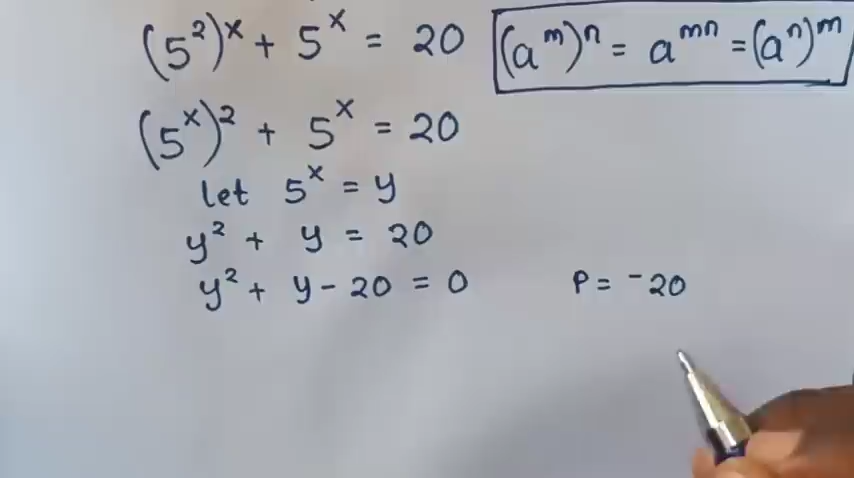 (5²)ˣ + 5ˣ = 20
(aᵐ)ⁿ = aᵐⁿ = (aⁿ)ᵐ
(5ˣ)² + 5ˣ = 20
let 5ˣ = y
y² + y = 20
y² + y - 20 = 0
P = ⁻20